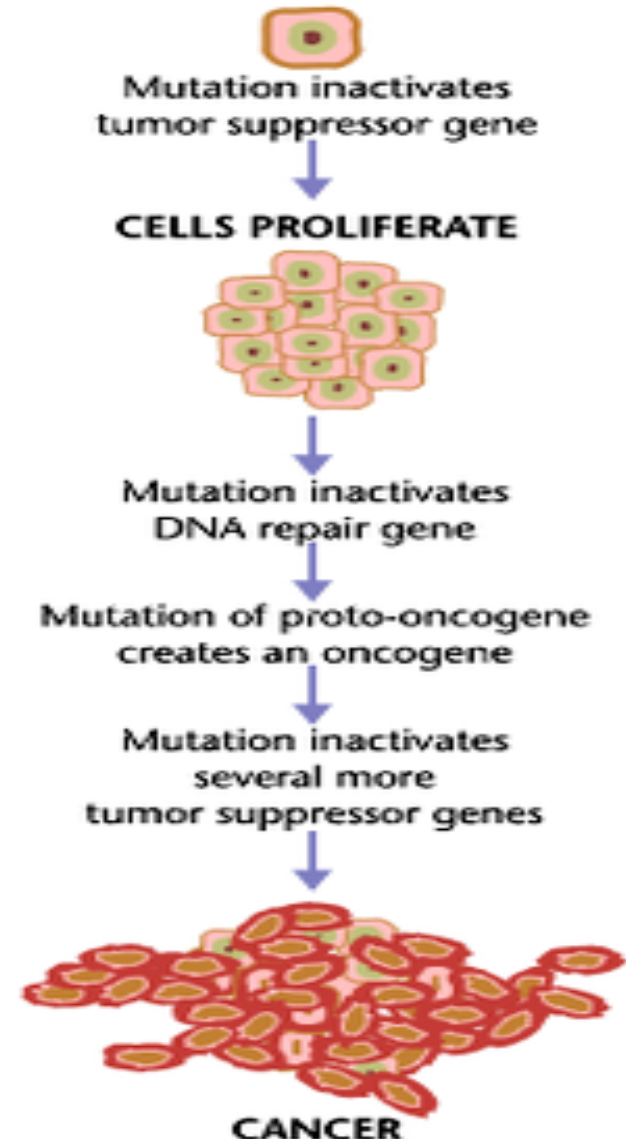 Mutation inactivates
tumor suppressor gene
CELLS PROLIFERATE
Mutation inactivates
DNA repair gene
Mutation of proto-oncogene
creates an oncogene
Mutation inactivates
several more
tumor suppressor genes
CANCER